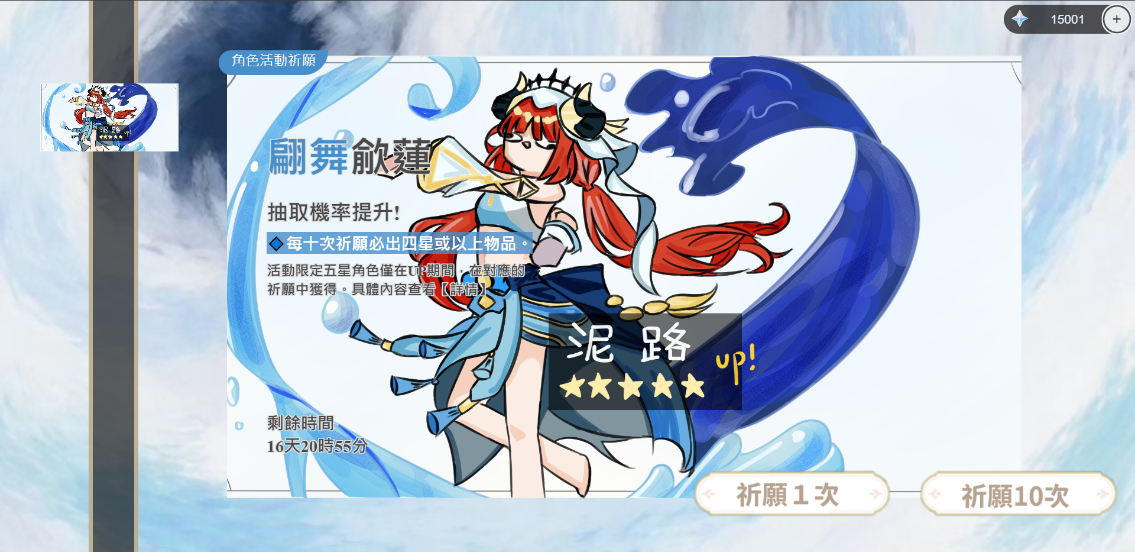 15001
+
角色活動祈願
翩舞歈蓮
抽取機率提升!
每十次祈願必出四星或以上物品。
活動限定五星角色僅在UP期間,在對應的
祈願中獲得。具體內容查看【詳情】
泥路
up!
剩餘時間
16天20時55分
祈願1次
祈願10次